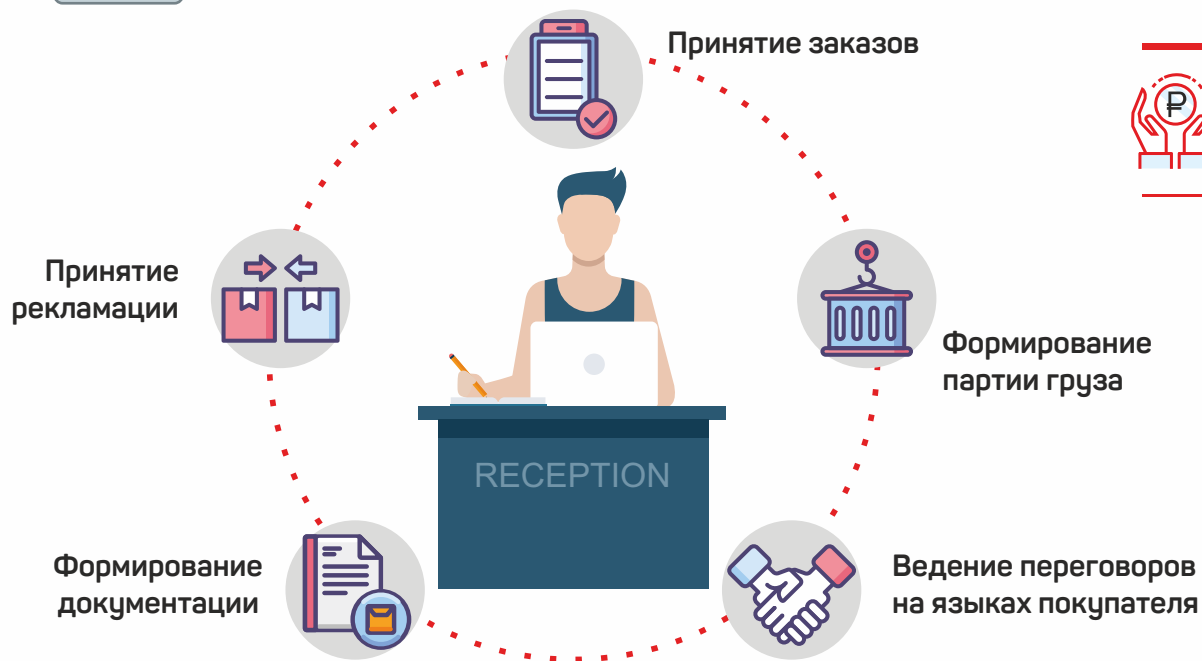 Принятие заказов
₽
Принятие
рекламации
Формирование
партии груза
RECEPTION
Формирование
документации
Ведение переговоров
на языках покупателя